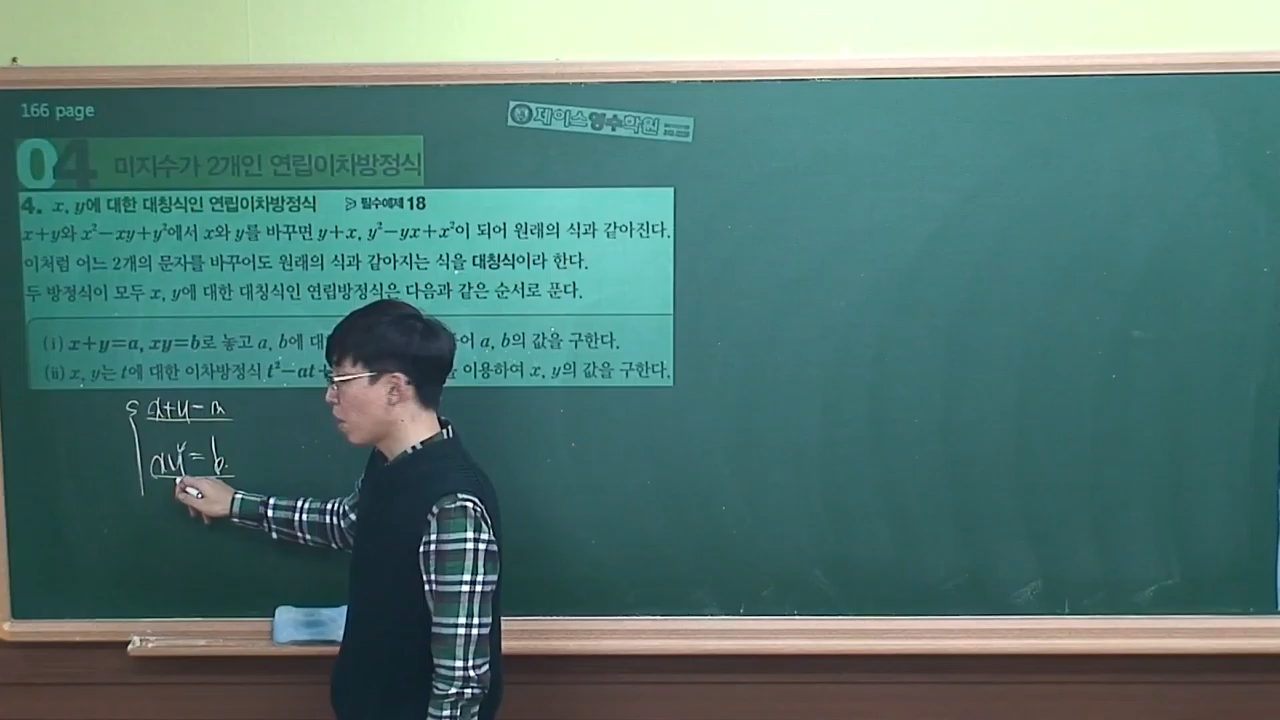 166 page
제이스영수학원
04 미지수가 2개인 연립이차방정식
4. x, y에 대한 대칭식인 연립이차방정식 ≫ 필수예제 18
x+y와 x²-xy+y²에서 x와 y를 바꾸면 y+x, y²-yx+x²이 되어 원래의 식과 같아진다.
이처럼 어느 2개의 문자를 바꾸어도 원래의 식과 같아지는 식을 대칭식이라 한다.
두 방정식이 모두 x, y에 대한 대칭식인 연립방정식은 다음과 같은 순서로 푼다.
(i) x+y=a, xy=b로 놓고 a, b에 대 어 a, b의 값을 구한다.
(ii) x, y는 t에 대한 이차방정식 t²-at+ 이용하여 x, y의 값을 구한다.
x+y=a
xy=b.